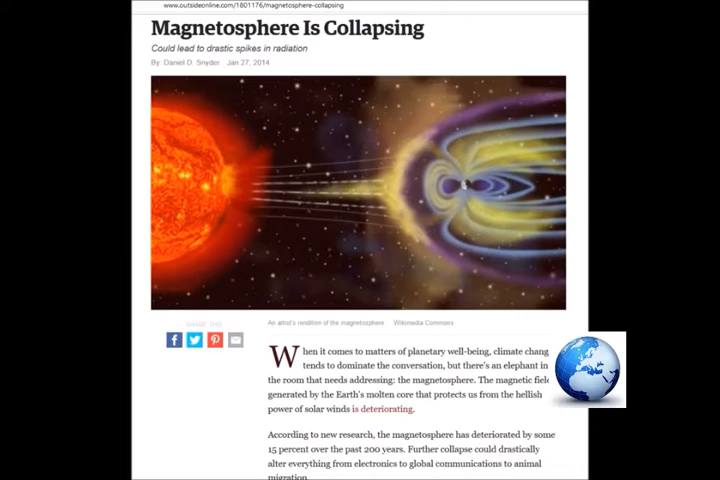 www.outsideonline.com/1801176/magnetosphere-collapsing
Magnetosphere Is Collapsing
Could lead to drastic spikes in radiation
By: Daniel D. Snyder Jan 27, 2014
An artist's rendition of the magnetosphere Wikimedia Commons
When it comes to matters of planetary well-being, climate chang
tends to dominate the conversation, but there's an elephant in
the room that needs addressing: the magnetosphere. The magnetic field
generated by the Earth's molten core that protects us from the hellish
power of solar winds is deteriorating.
According to new research, the magnetosphere has deteriorated by some
15 percent over the past 200 years. Further collapse could drastically
alter everything from electronics to global communications to animal
migration.